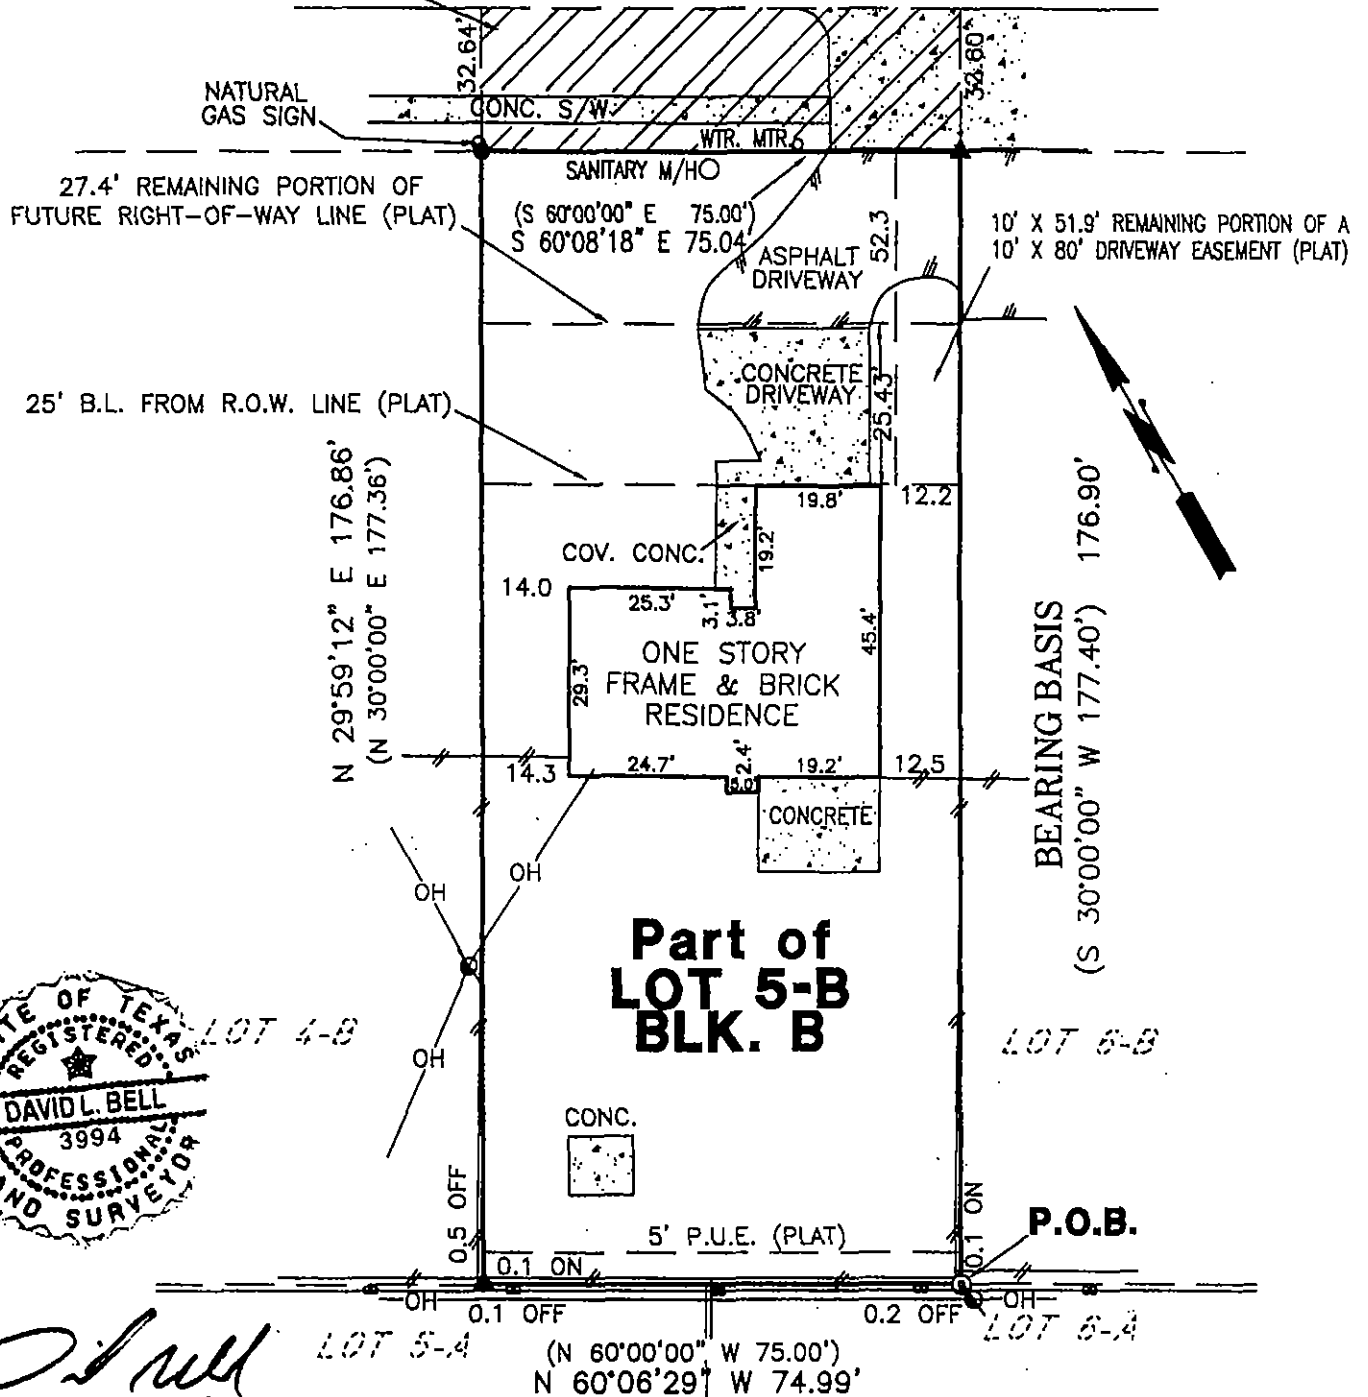 32.64'
32.60'
NATURAL
GAS SIGN
CONC. S/W
WTR. MTR.
SANITARY M/H
27.4' REMAINING PORTION OF
FUTURE RIGHT-OF-WAY LINE (PLAT)
(S 60°00'00" E 75.00')
S 60°08'18" E 75.04'
52.3
10' X 51.9' REMAINING PORTION OF A
10' X 80' DRIVEWAY EASEMENT (PLAT)
ASPHALT
DRIVEWAY
CONCRETE
DRIVEWAY
25.43'
25' B.L. FROM R.O.W. LINE (PLAT)
N 29°59'12" E 176.86'
(N 30°00'00" E 177.36')
19.8'
12.2
COV. CONC.
19.2'
14.0
25.3'
3.1'
3.8'
45.4'
ONE STORY
FRAME & BRICK
RESIDENCE
29.3'
BEARING BASIS
(S 30°00'00" W 177.40') 176.90'
14.3
24.7'
2.4'
5.0'
19.2'
12.5
CONCRETE
OH
OH
OH
Part of
LOT 5-B
BLK. B
LOT 4-B
LOT 6-B
STATE OF TEXAS
REGISTERED
DAVID L. BELL
3994
PROFESSIONAL
LAND SURVEYOR
CONC.
0.5 OFF
5' P.U.E. (PLAT)
0.1 ON
P.O.B.
0.1 ON
OH
0.1 OFF
0.2 OFF
OH
LOT 5-A
LOT 6-A
(N 60°00'00" W 75.00')
N 60°06'29" W 74.99'